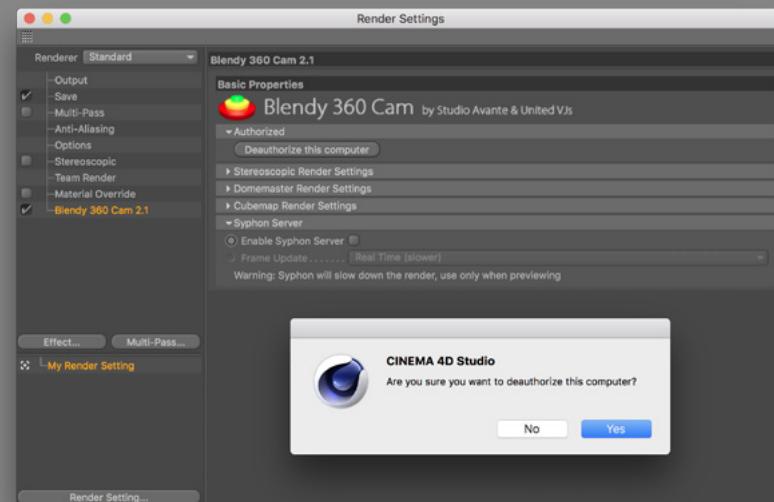 Render Settings
Renderer Standard
Output
Save
Multi-Pass
Anti-Aliasing
Options
Stereoscopic
Team Render
Material Override
Blendy 360 Cam 2.1
Effect...
Multi-Pass...
My Render Setting
Render Setting...
Blendy 360 Cam 2.1
Basic Properties
Blendy 360 Cam by Studio Avante & United VJs
Authorized
Deauthorize this computer
Stereoscopic Render Settings
Domemaster Render Settings
Cubemap Render Settings
Syphon Server
Enable Syphon Server
Frame Update....... Real Time (slower)
Warning: Syphon will slow down the render, use only when previewing
CINEMA 4D Studio
Are you sure you want to deauthorize this computer?
No
Yes